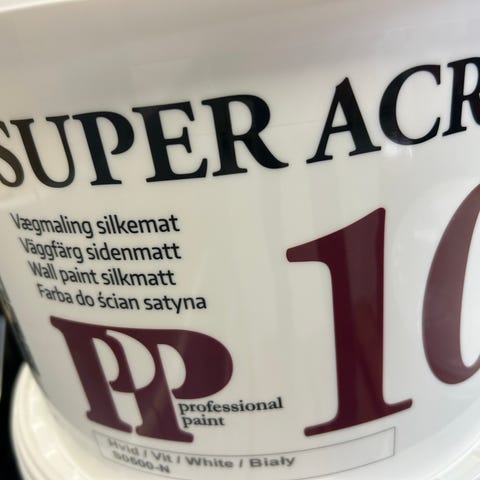 SUPER ACR
Vægmaling silkemat
Väggfärg sidenmatt
Wall paint silkmatt
Farba do ścian satyna
10
PP professional
paint
Hvid / Vit / White / Biały
S0500-N